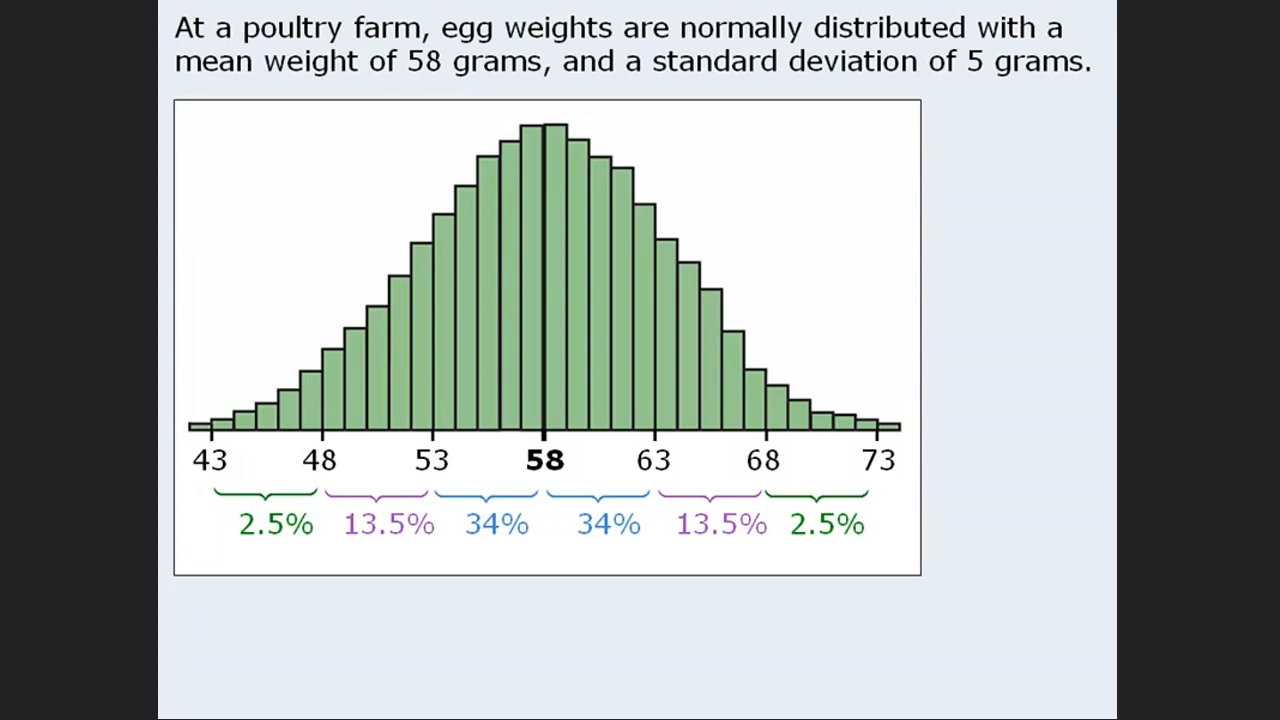 At a poultry farm, egg weights are normally distributed with a
mean weight of 58 grams, and a standard deviation of 5 grams.
43 48 53 58 63 68 73
2.5% 13.5% 34% 34% 13.5% 2.5%